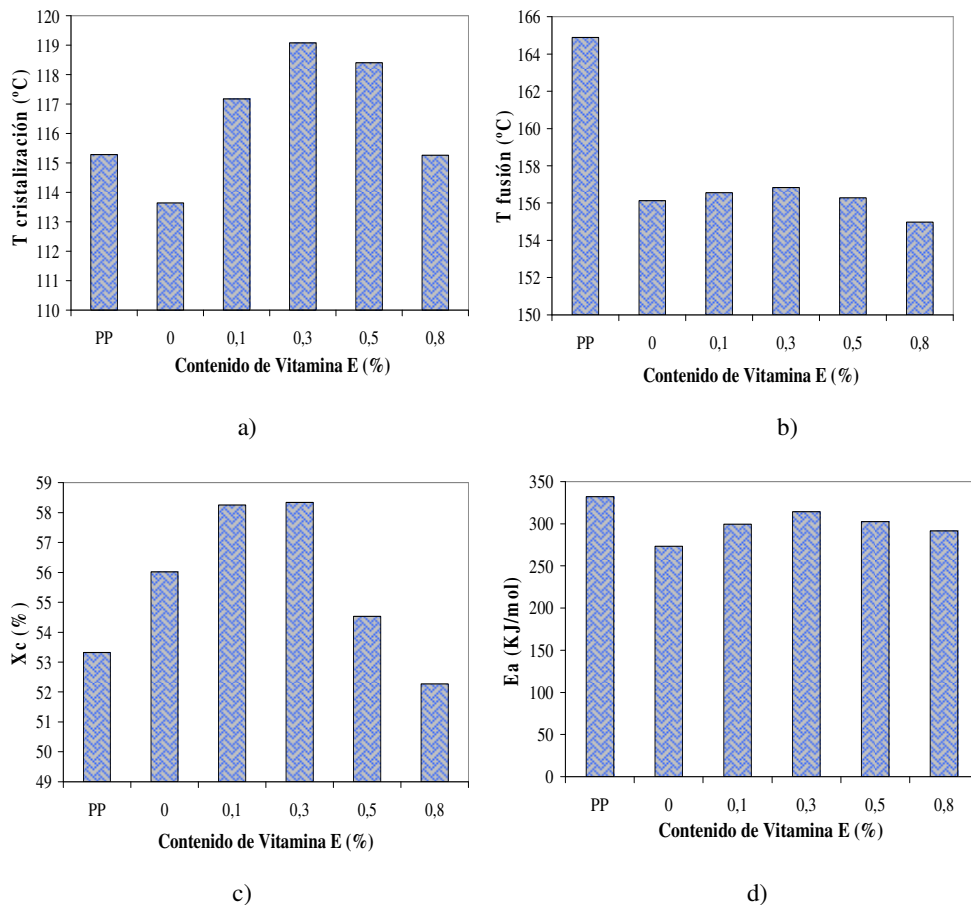 T cristalización (ºC)
119
118
117
116
115
114
113
112
111
110
PP 0 0,1 0,3 0,5 0,8
Contenido de Vitamina E (%)
a)
T fusión (ºC)
166
164
162
160
158
156
154
152
150
PP 0 0,1 0,3 0,5 0,8
Contenido de Vitamina E (%)
b)
Xc (%)
59
58
57
56
55
54
53
52
51
50
49
PP 0 0,1 0,3 0,5 0,8
Contenido de Vitamina E (%)
c)
Ea (KJ/mol)
350
300
250
200
150
100
50
0
PP 0 0,1 0,3 0,5 0,8
Contenido de Vitamina E (%)
d)